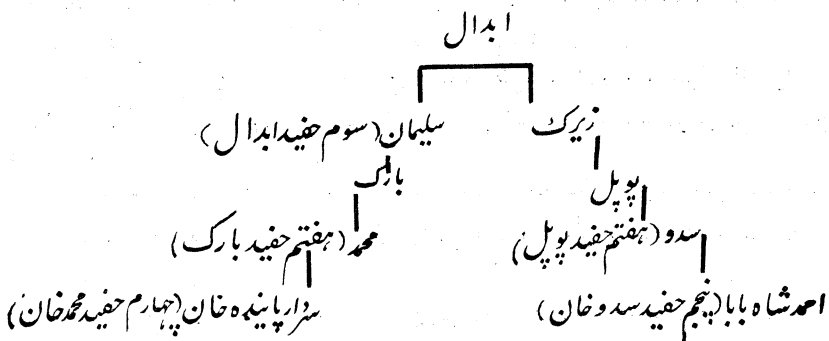 ابدال
زیرک سلیمان (سوم حفید ابدال)
پوپل بارک
سدو (هفتم حفید پوپل) محمد (هفتم حفید بارک)
احمد شاه بابا (پنجم حفید سدو خان) سردار پاینده خان (چهارم حفید محمد خان)